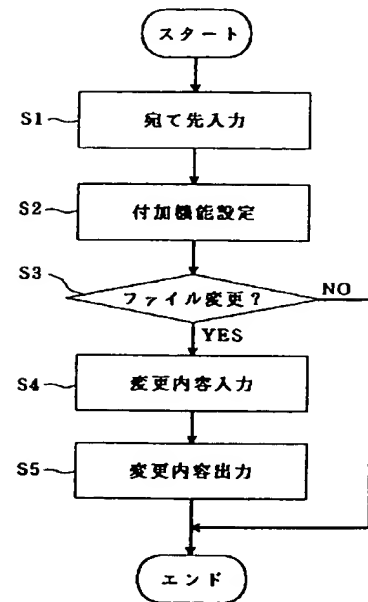 スタート
S1 宛て先入力
S2 付加機能設定
S3 ファイル変更?
NO
YES
S4 変更内容入力
S5 変更内容出力
エンド